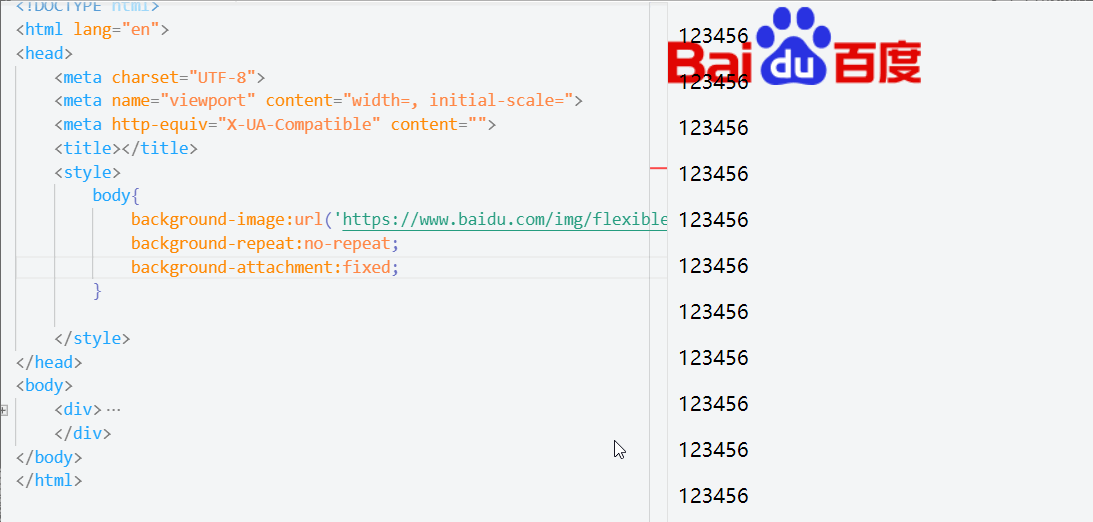 <!DOCTYPE html>
<html lang="en">
<head>
<meta charset="UTF-8">
<meta name="viewport" content="width=, initial-scale=">
<meta http-equiv="X-UA-Compatible" content="">
<title></title>
<style>
body{
background-image:url('https://www.baidu.com/img/flexible
background-repeat:no-repeat;
background-attachment:fixed;
}
</style>
</head>
<body>
<div>···
</div>
</body>
</html>
Bai du 百度
123456
123456
123456
123456
123456
123456
123456
123456
123456
123456
123456